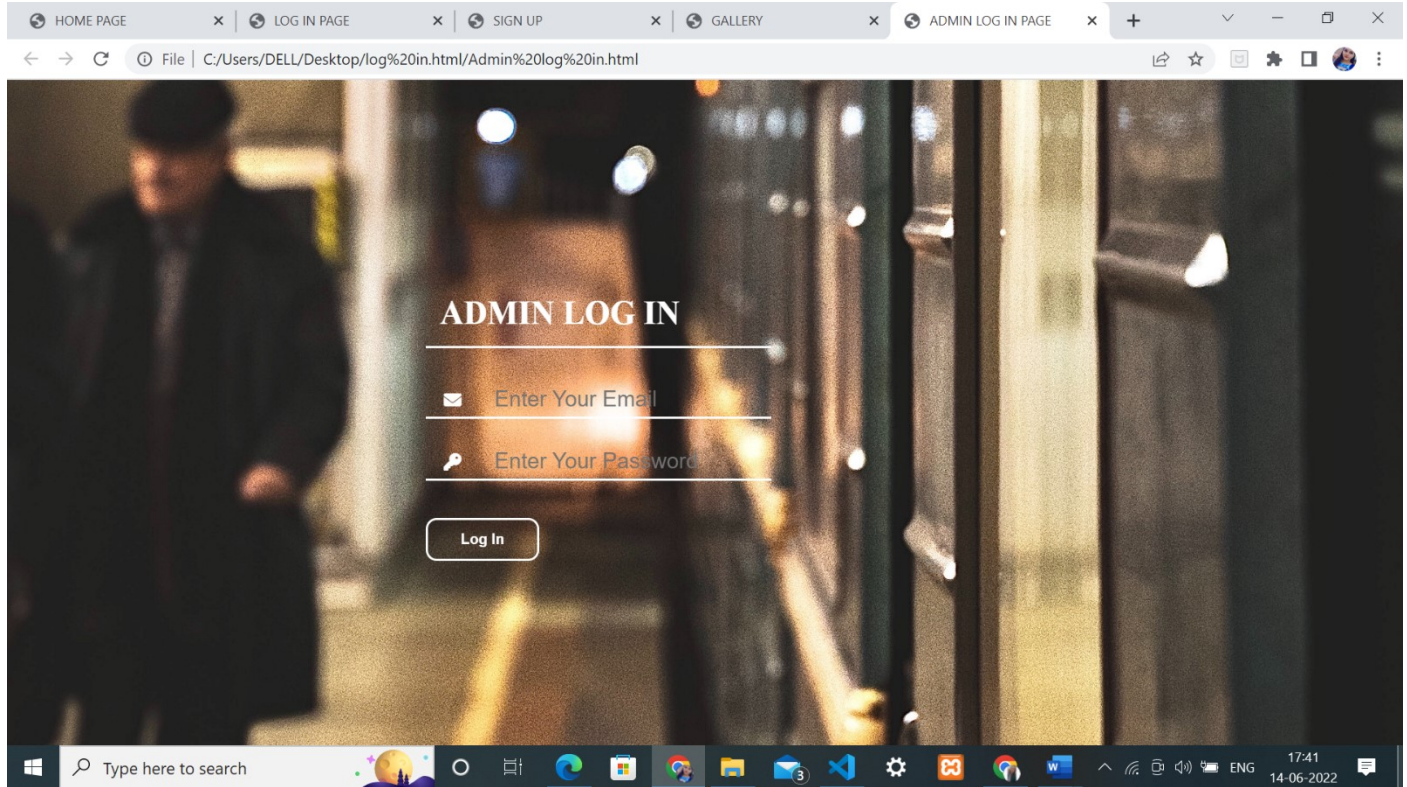 HOME PAGE
LOG IN PAGE
SIGN UP
GALLERY
ADMIN LOG IN PAGE
File | C:/Users/DELL/Desktop/log%20in.html/Admin%20log%20in.html
ADMIN LOG IN
Enter Your Email
Enter Your Password
Log In
Type here to search
3
W
ENG
17:41
14-06-2022